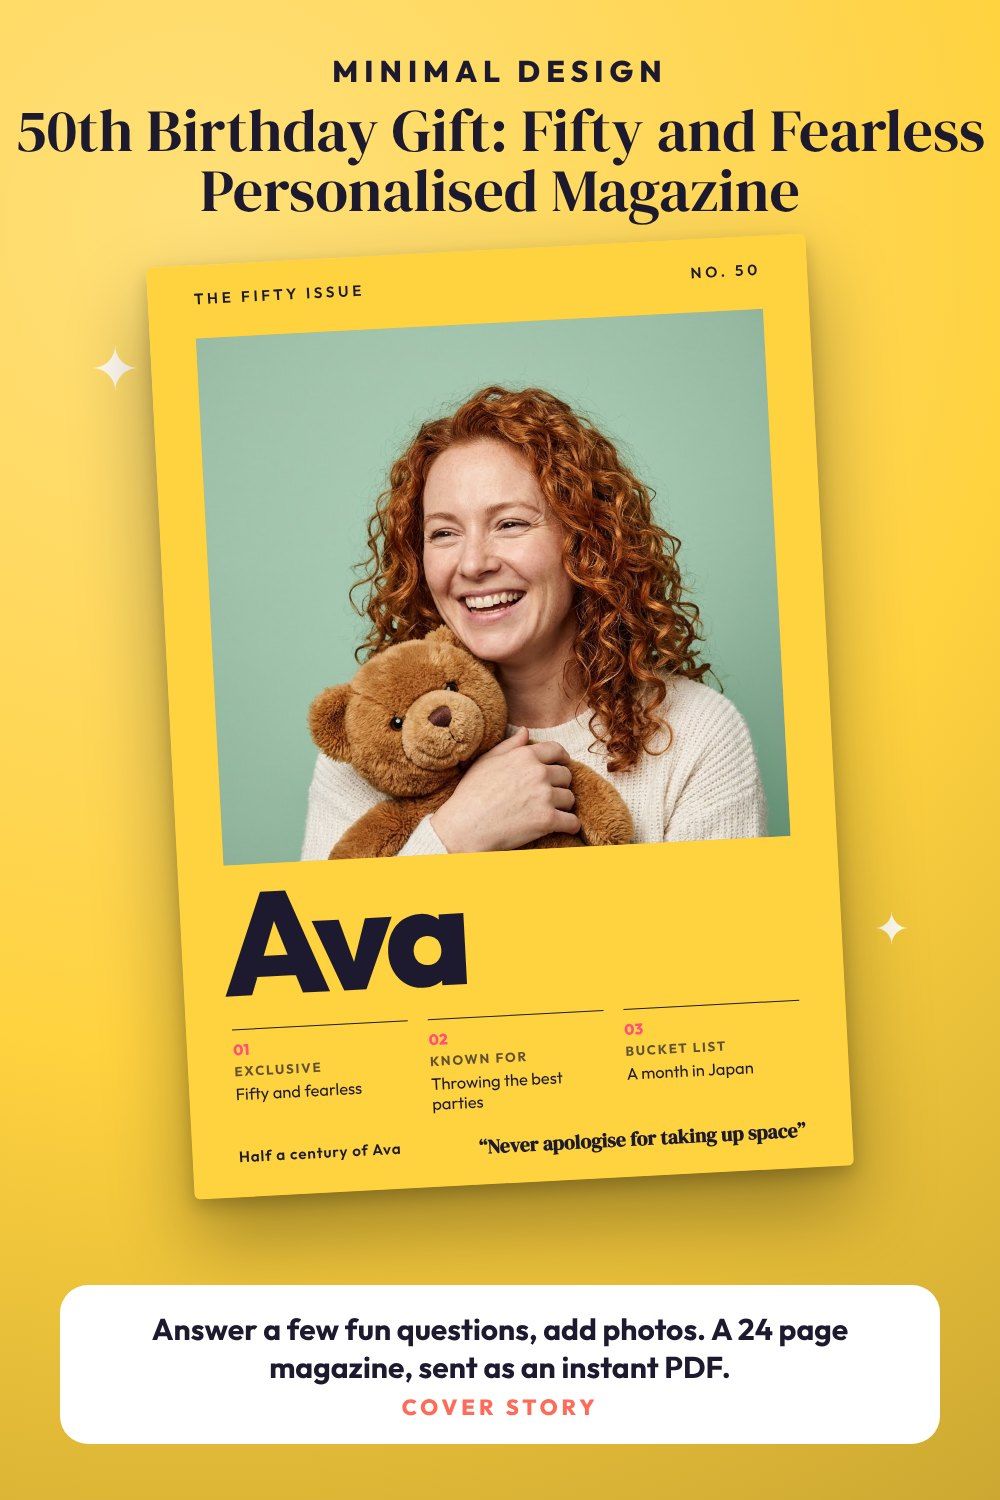 MINIMAL DESIGN
50th Birthday Gift: Fifty and Fearless
Personalised Magazine
THE FIFTY ISSUE
NO. 50
Ava
01
EXCLUSIVE
Fifty and fearless
02
KNOWN FOR
Throwing the best
parties
03
BUCKET LIST
A month in Japan
Half a century of Ava
“Never apologise for taking up space”
Answer a few fun questions, add photos. A 24 page
magazine, sent as an instant PDF.
COVER STORY